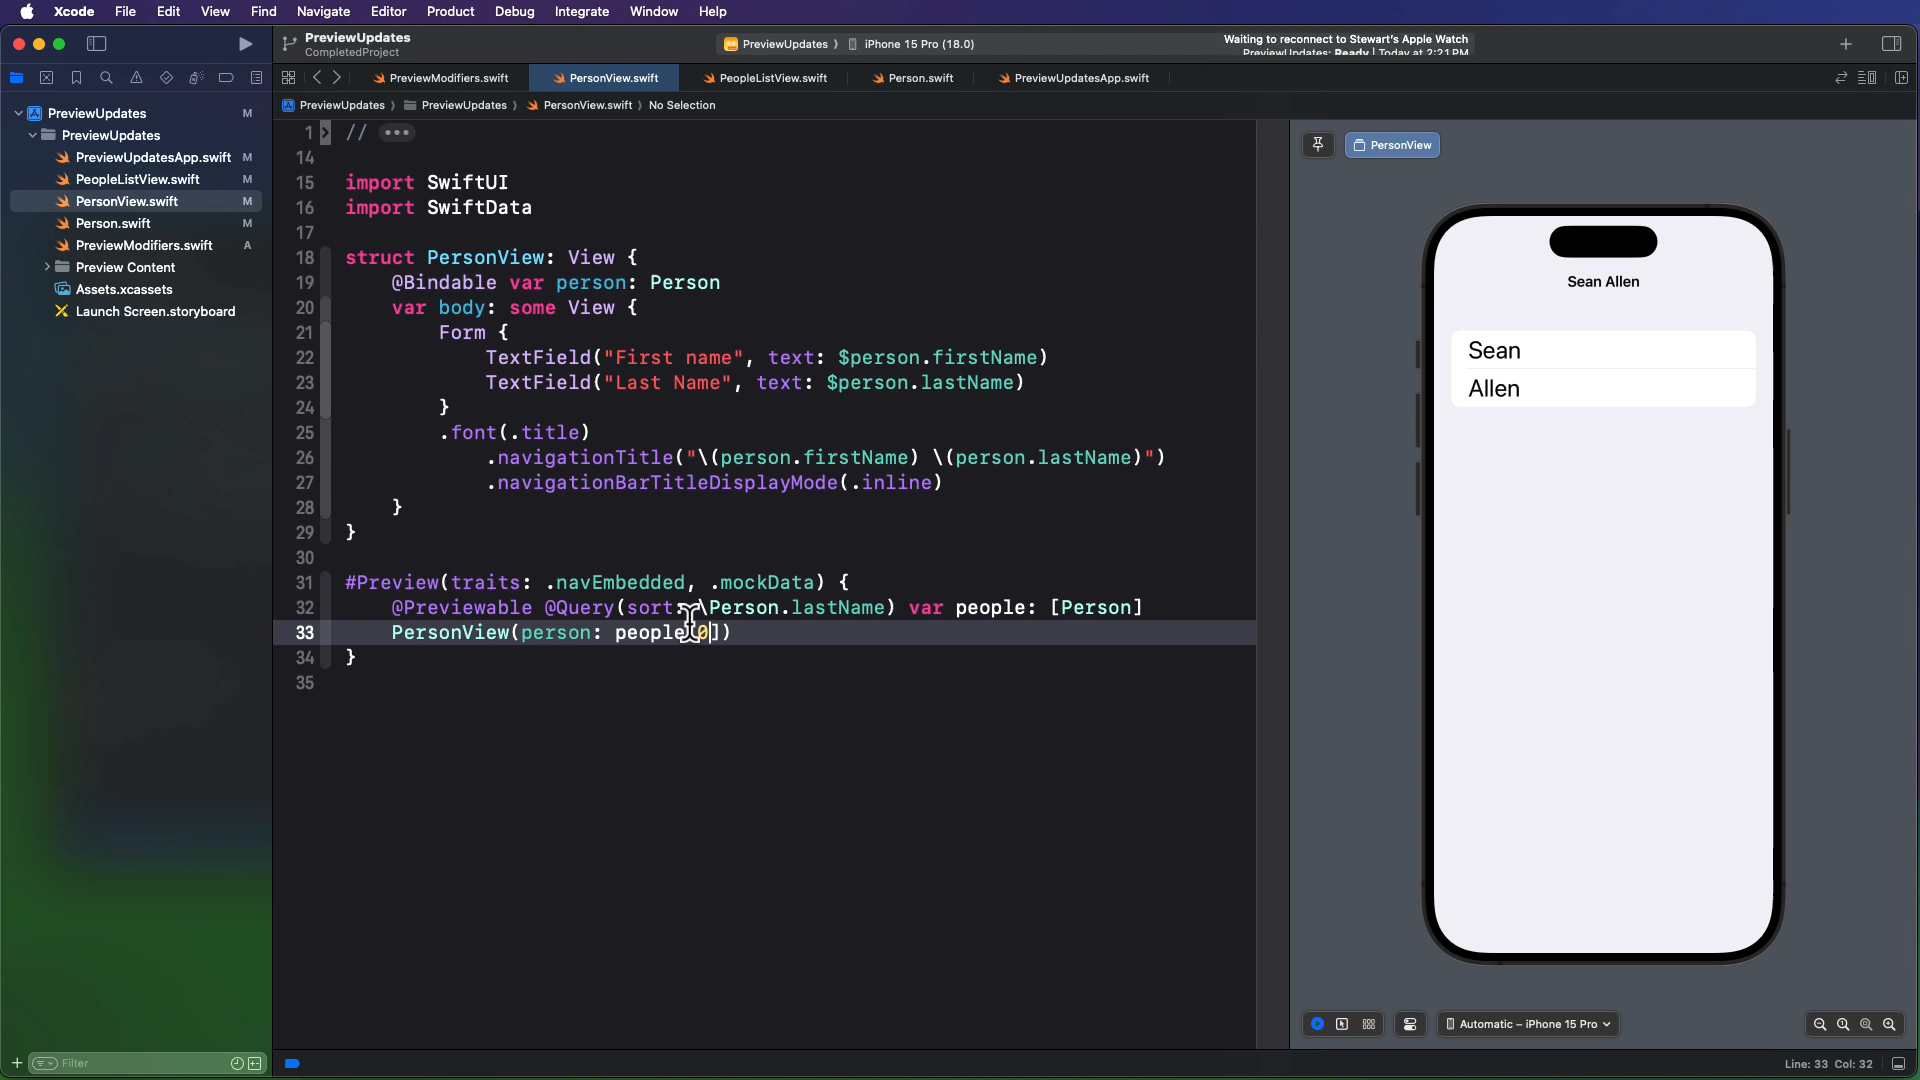 Xcode File Edit View Find Navigate Editor Product Debug Integrate Window Help
PreviewUpdates
CompletedProject
PreviewUpdates
iPhone 15 Pro (18.0)
Waiting to reconnect to Stewart's Apple Watch
PreviewUpdates: Ready | Today at 2:21 PM
PreviewModifiers.swift
PersonView.swift
PeopleListView.swift
Person.swift
PreviewUpdatesApp.swift
PreviewUpdates
PreviewUpdates
PersonView.swift
No Selection
PreviewUpdates M
PreviewUpdates
PreviewUpdatesApp.swift M
PeopleListView.swift M
PersonView.swift M
Person.swift M
PreviewModifiers.swift A
Preview Content
Assets.xcassets
Launch Screen.storyboard
Filter
1 // •••
14
15 import SwiftUI
16 import SwiftData
17
18 struct PersonView: View {
19 @Bindable var person: Person
20 var body: some View {
21 Form {
22 TextField("First name", text: $person.firstName)
23 TextField("Last Name", text: $person.lastName)
24 }
25 .font(.title)
26 .navigationTitle("\(person.firstName) \(person.lastName)")
27 .navigationBarTitleDisplayMode(.inline)
28 }
29 }
30
31 #Preview(traits: .navEmbedded, .mockData) {
32 @Previewable @Query(sort: \Person.lastName) var people: [Person]
33 PersonView(person: people[0])
34 }
35
PersonView
Sean Allen
Sean
Allen
Automatic – iPhone 15 Pro
Line: 33 Col: 32